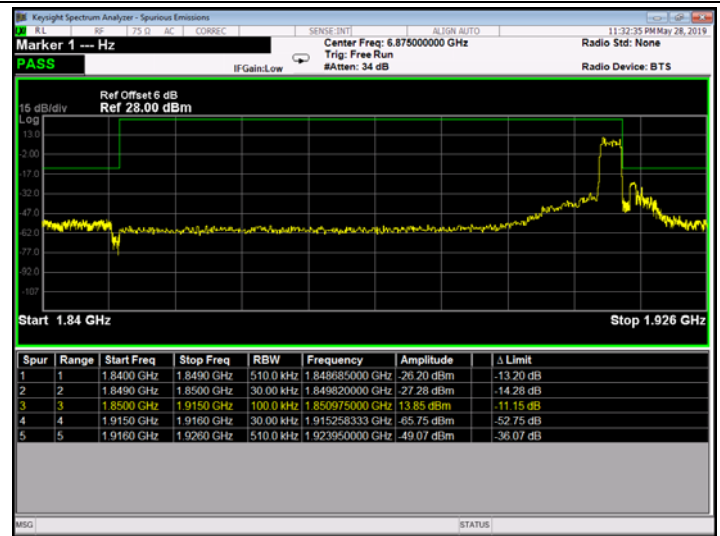 Keysight Spectrum Analyzer - Spurious Emissions
RL RF 75 Ω AC CORREC SENSE:INT ALIGN AUTO 11:32:35 PM May 28, 2019
Marker 1 --- Hz
Center Freq: 6.875000000 GHz
Radio Std: None
Trig: Free Run
PASS
IFGain:Low
#Atten: 34 dB
Radio Device: BTS
Ref Offset 6 dB
15 dB/div Ref 28.00 dBm
Log
13.0
-2.00
-17.0
-32.0
-47.0
-62.0
-77.0
-92.0
-107
Start 1.84 GHz Stop 1.926 GHz
Spur Range Start Freq Stop Freq RBW Frequency Amplitude Δ Limit
1 1 1.8400 GHz 1.8490 GHz 510.0 kHz 1.848685000 GHz -26.20 dBm -13.20 dB
2 2 1.8490 GHz 1.8500 GHz 30.00 kHz 1.849820000 GHz -27.28 dBm -14.28 dB
3 3 1.8500 GHz 1.9150 GHz 100.0 kHz 1.850975000 GHz 13.85 dBm -11.15 dB
4 4 1.9150 GHz 1.9160 GHz 30.00 kHz 1.915258333 GHz -65.75 dBm -52.75 dB
5 5 1.9160 GHz 1.9260 GHz 510.0 kHz 1.923950000 GHz -49.07 dBm -36.07 dB
MSG STATUS